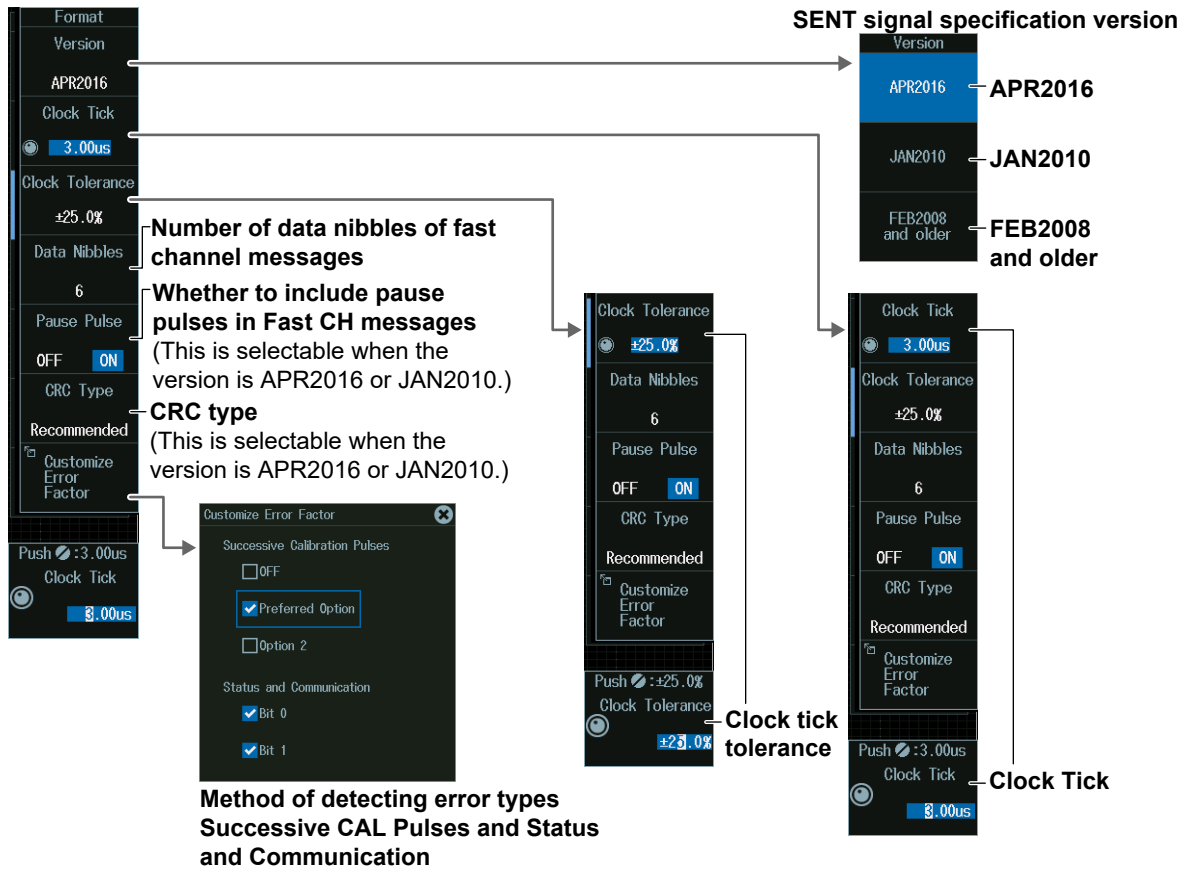 Format
Version
APR2016
Clock Tick
3.00us
Clock Tolerance
±25.0%
Data Nibbles
6
Pause Pulse
OFF ON
CRC Type
Recommended
Customize
Error
Factor
Push :3.00us
Clock Tick
3.00us
Number of data nibbles of fast
channel messages
Whether to include pause
pulses in Fast CH messages
(This is selectable when the
version is APR2016 or JAN2010.)
CRC type
(This is selectable when the
version is APR2016 or JAN2010.)
Customize Error Factor
Successive Calibration Pulses
OFF
Preferred Option
Option 2
Status and Communication
Bit 0
Bit 1
Method of detecting error types
Successive CAL Pulses and Status
and Communication
Clock Tolerance
±25.0%
Data Nibbles
6
Pause Pulse
OFF ON
CRC Type
Recommended
Customize
Error
Factor
Push :±25.0%
Clock Tolerance
±25.0%
Clock tick
tolerance
SENT signal specification version
Version
APR2016
APR2016
JAN2010
JAN2010
FEB2008
and older
FEB2008
and older
Clock Tick
3.00us
Clock Tolerance
±25.0%
Data Nibbles
6
Pause Pulse
OFF ON
CRC Type
Recommended
Customize
Error
Factor
Push :3.00us
Clock Tick
3.00us
Clock Tick